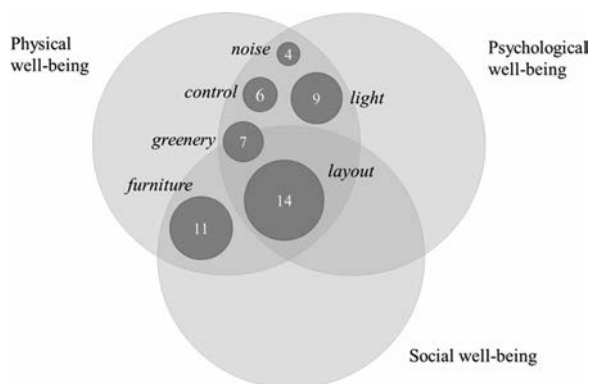 Physical
well-being
Psychological
well-being
noise
4
control
6
9
light
greenery
7
furniture
layout
14
11
Social well-being